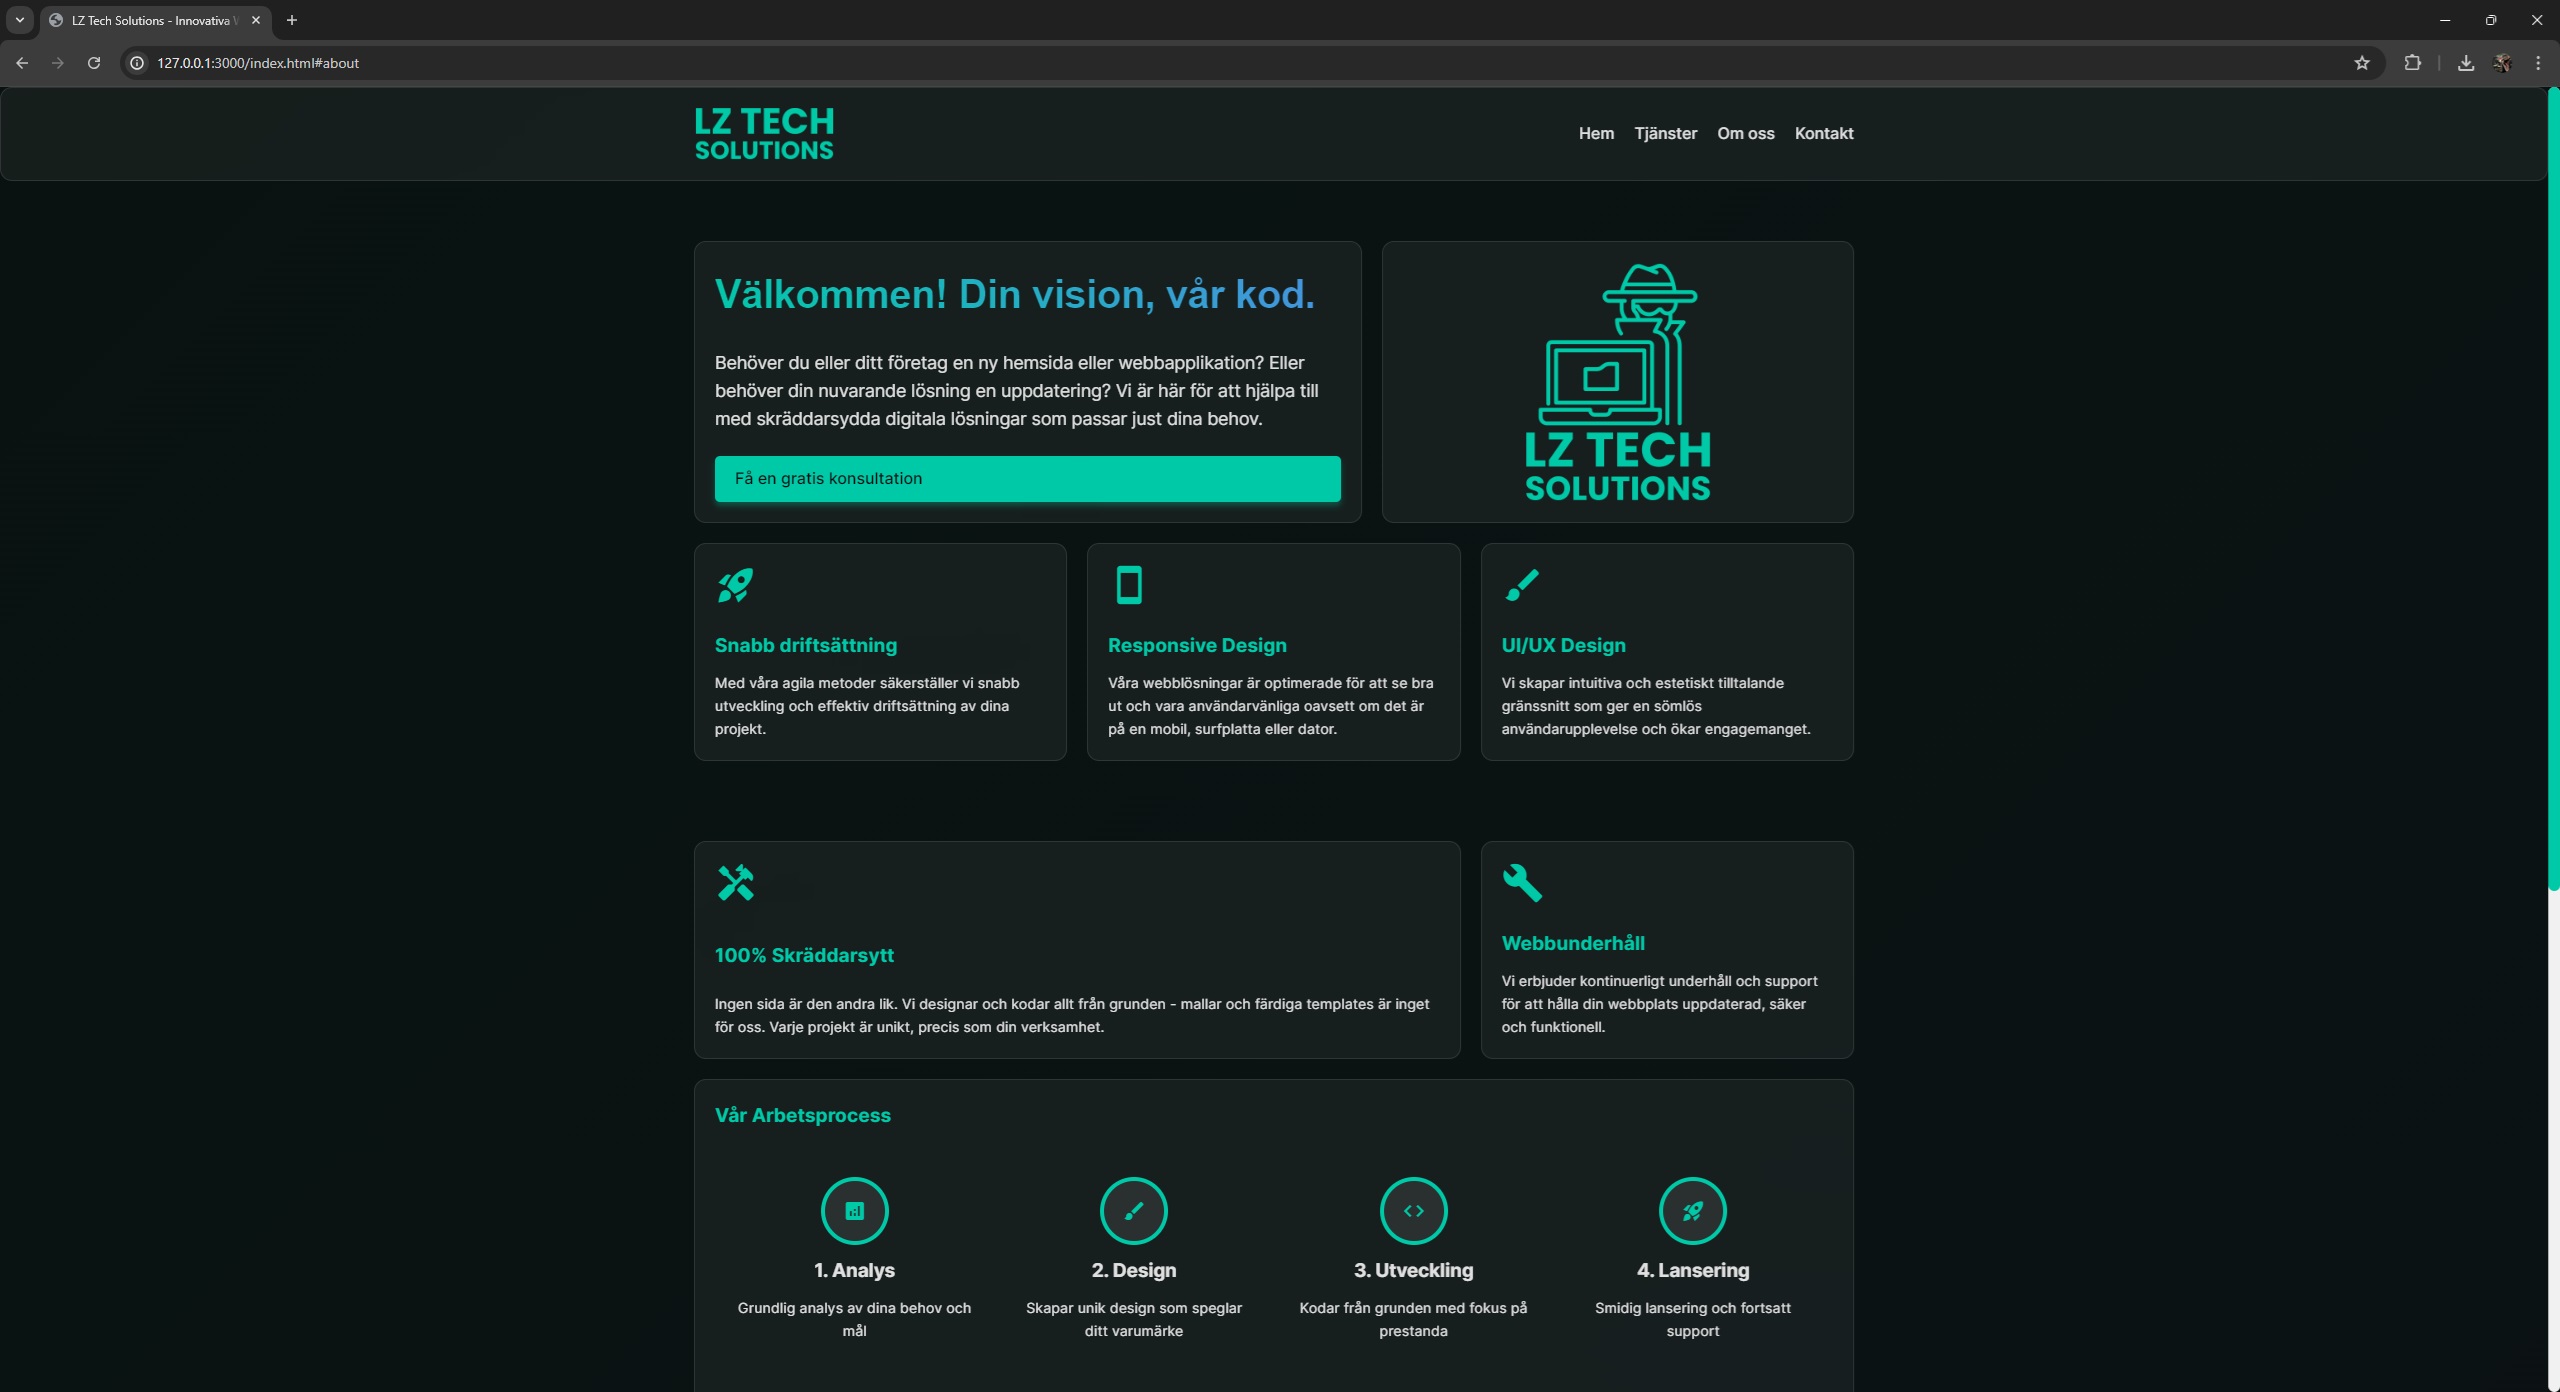 LZ Tech Solutions - Innovativa
127.0.0.1:3000/index.html#about
LZ TECH
SOLUTIONS
Hem Tjänster Om oss Kontakt
Välkommen! Din vision, vår kod.
Behöver du eller ditt företag en ny hemsida eller webbapplikation? Eller
behöver din nuvarande lösning en uppdatering? Vi är här för att hjälpa till
med skräddarsydda digitala lösningar som passar just dina behov.
Få en gratis konsultation
LZ TECH
SOLUTIONS
Snabb driftsättning
Med våra agila metoder säkerställer vi snabb
utveckling och effektiv driftsättning av dina
projekt.
Responsive Design
Våra webblösningar är optimerade för att se bra
ut och vara användarvänliga oavsett om det är
på en mobil, surfplatta eller dator.
UI/UX Design
Vi skapar intuitiva och estetiskt tilltalande
gränssnitt som ger en sömlös
användarupplevelse och ökar engagemanget.
100% Skräddarsytt
Ingen sida är den andra lik. Vi designar och kodar allt från grunden - mallar och färdiga templates är inget
för oss. Varje projekt är unikt, precis som din verksamhet.
Webbunderhåll
Vi erbjuder kontinuerligt underhåll och support
för att hålla din webbplats uppdaterad, säker
och funktionell.
Vår Arbetsprocess
1. Analys
Grundlig analys av dina behov och
mål
2. Design
Skapar unik design som speglar
ditt varumärke
3. Utveckling
Kodar från grunden med fokus på
prestanda
4. Lansering
Smidig lansering och fortsatt
support